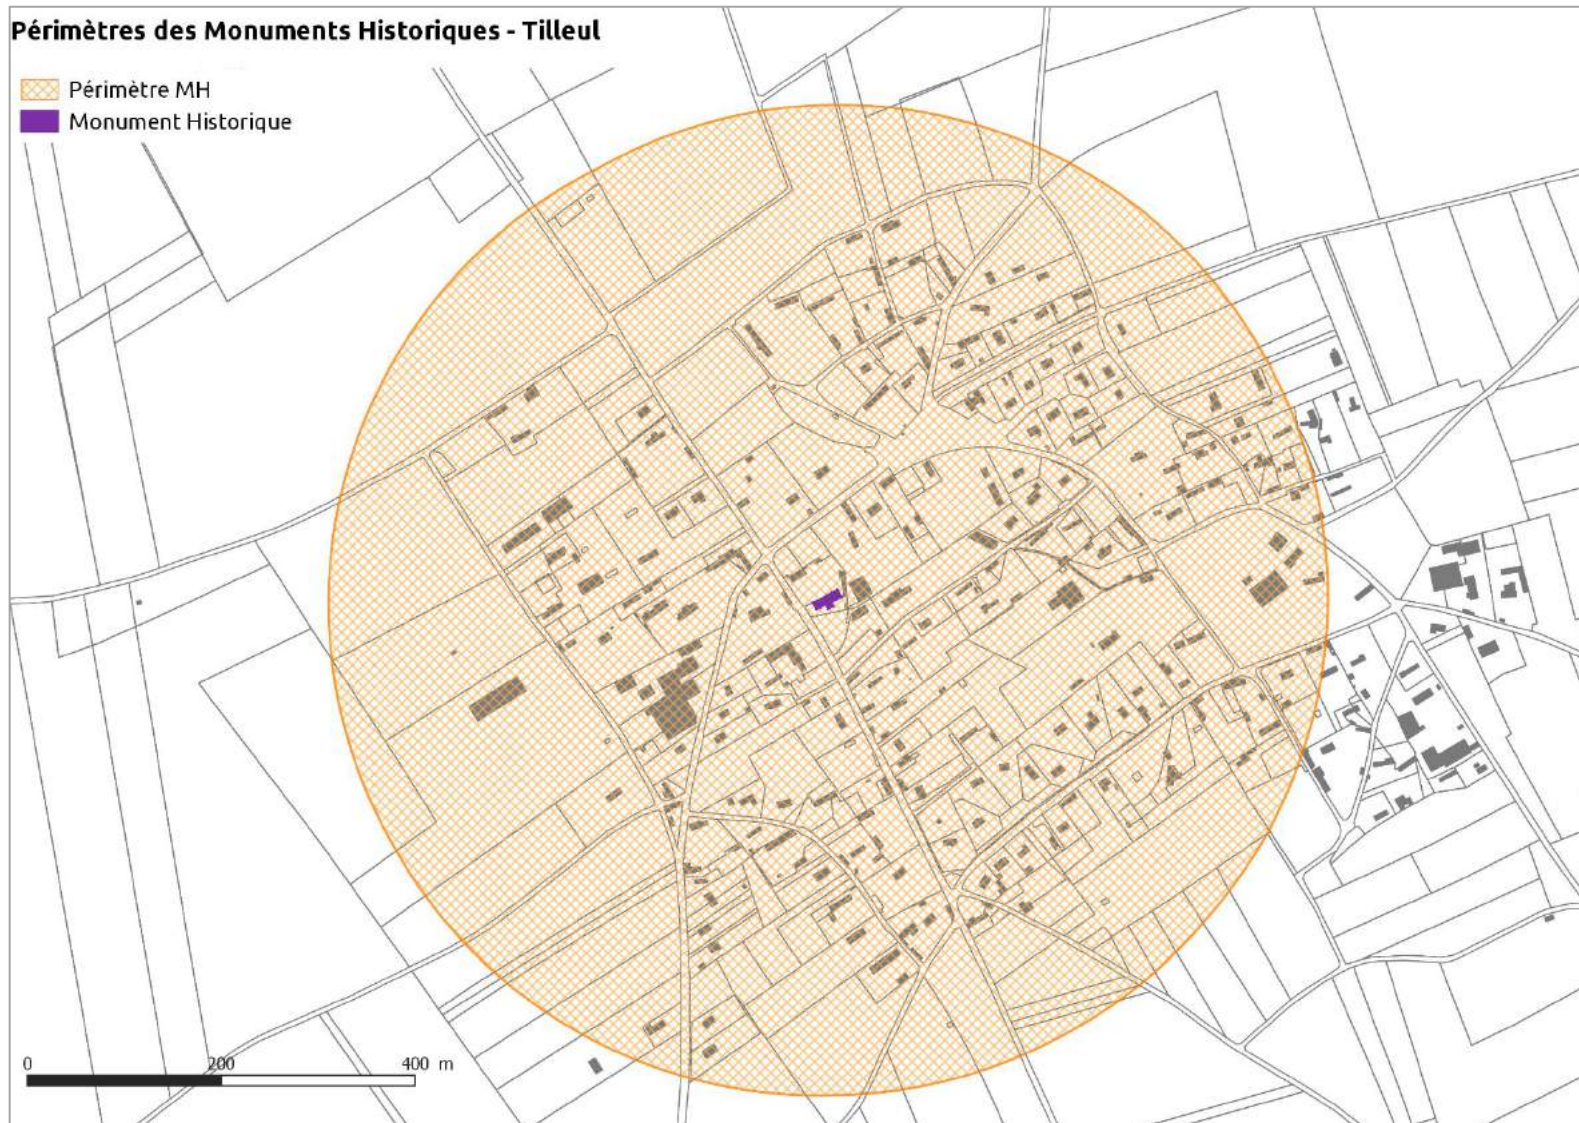 Périmètres des Monuments Historiques - Tilleul
Périmètre MH
Monument Historique
0 200 400 m